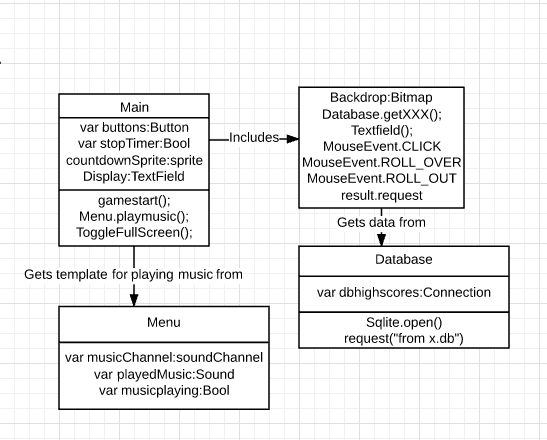 Main
var buttons:Button
var stopTimer:Bool
countdownSprite:sprite
Display:TextField
gamestart();
Menu.playmusic();
ToggleFullScreen();
Includes
Backdrop:Bitmap
Database.getXXX();
Textfield();
MouseEvent.CLICK
MouseEvent.ROLL_OVER
MouseEvent.ROLL_OUT
result.request
Gets data from
Database
var dbhighscores:Connection
Sqlite.open()
request("from x.db")
Gets template for playing music from
Menu
var musicChannel:soundChannel
var playedMusic:Sound
var musicplaying:Bool